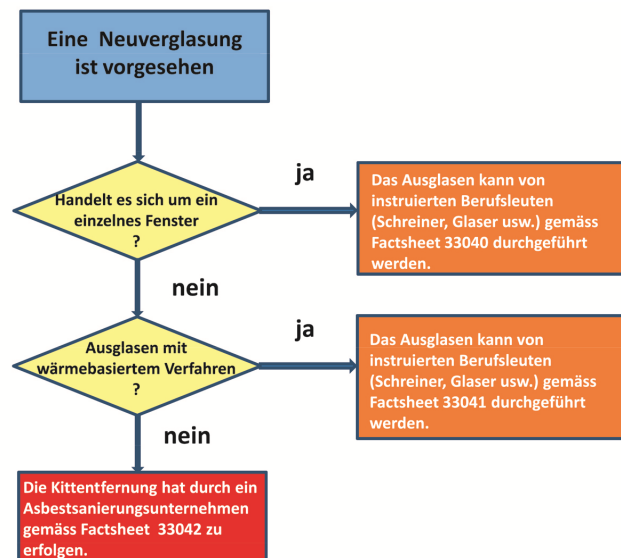 Eine Neuverglasung
ist vorgesehen
Handelt es sich um ein
einzelnes Fenster
?
ja
Das Ausglasen kann von
instruierten Berufsleuten
(Schreiner, Glaser usw.) gemäss
Factsheet 33040 durchgeführt
werden.
nein
Ausglasen mit
wärmebasiertem Verfahren
?
ja
Das Ausglasen kann von
instruierten Berufsleuten
(Schreiner, Glaser usw.) gemäss
Factsheet 33041 durchgeführt
werden.
nein
Die Kittentfernung hat durch ein
Asbestsanierungsunternehmen
gemäss Factsheet 33042 zu
erfolgen.